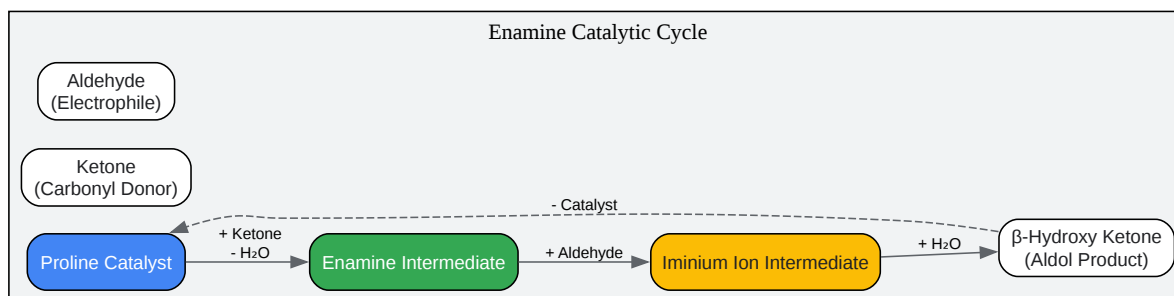 Enamine Catalytic Cycle
Aldehyde
(Electrophile)
Ketone
(Carbonyl Donor)
- Catalyst
Proline Catalyst
+ Ketone
- H₂O
Enamine Intermediate
+ Aldehyde
Iminium Ion Intermediate
+ H₂O
β-Hydroxy Ketone
(Aldol Product)